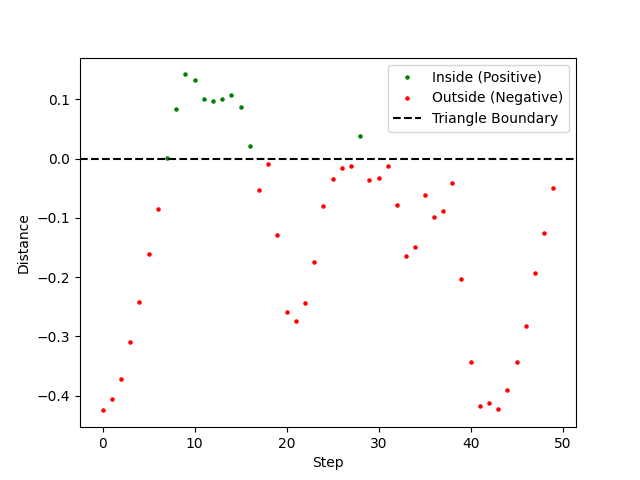 Inside (Positive)
Outside (Negative)
Triangle Boundary
0.1
0.0
−0.1
−0.2
−0.3
−0.4
Distance
0 10 20 30 40 50
Step